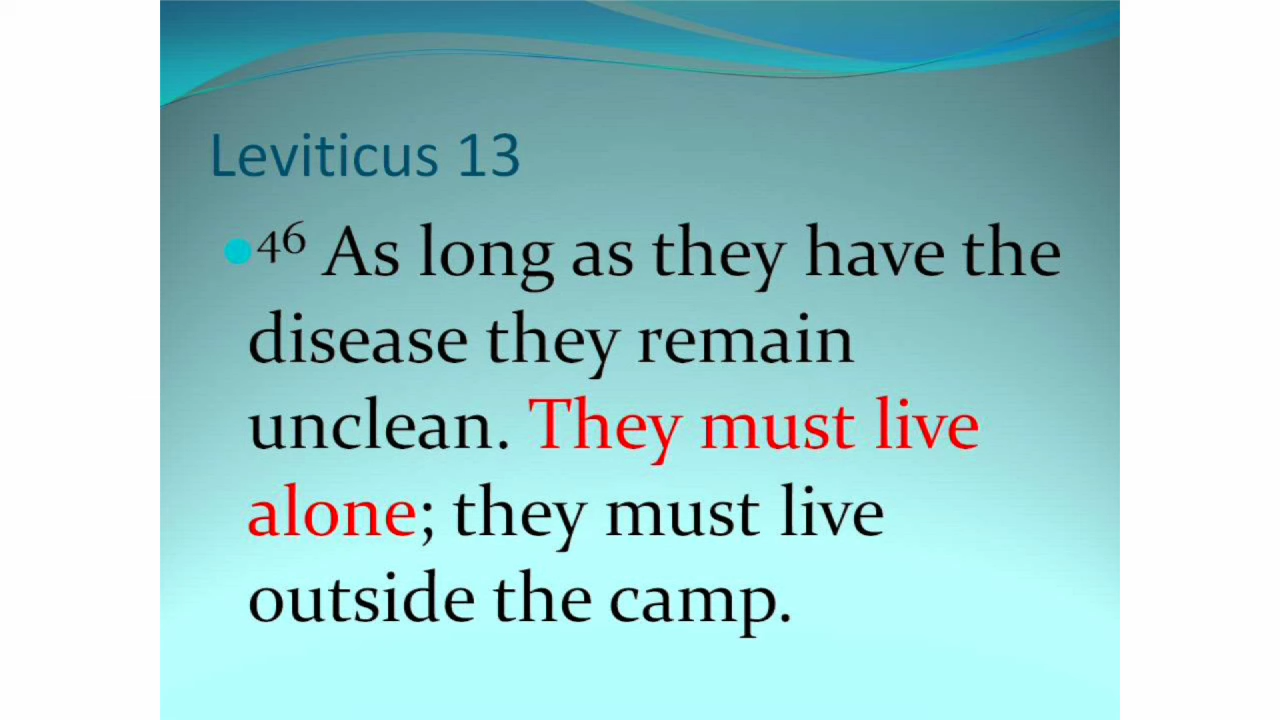 Leviticus 13
•46 As long as they have the
disease they remain
unclean. They must live
alone; they must live
outside the camp.